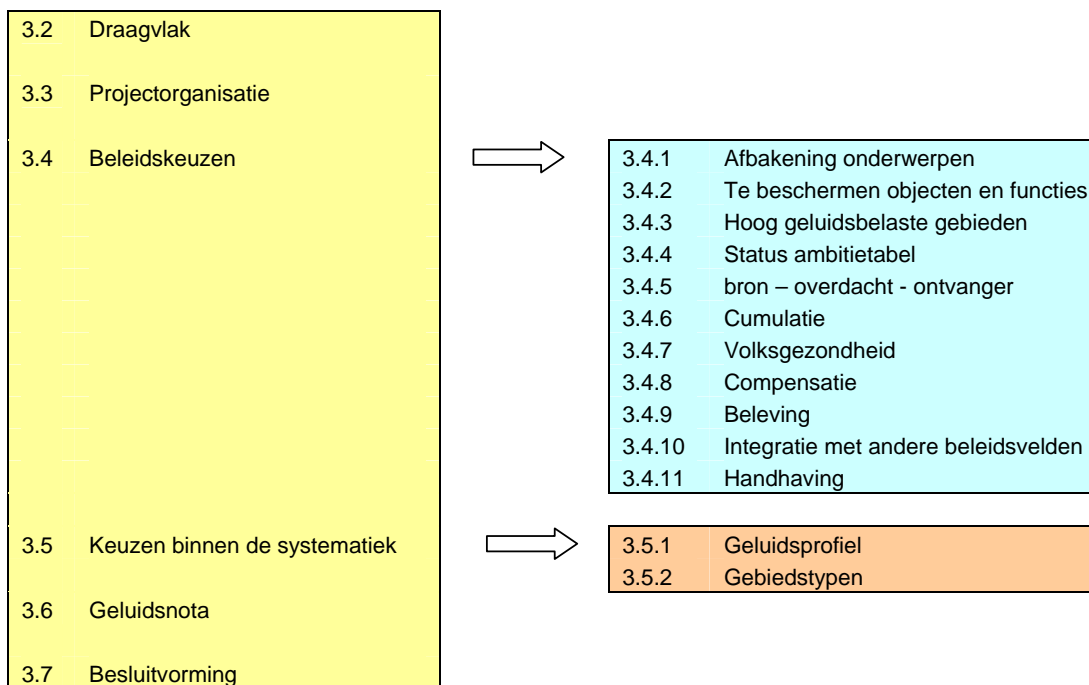 3.2 Draagvlak
3.3 Projectorganisatie
3.4 Beleidskeuzen
3.4.1 Afbakening onderwerpen
3.4.2 Te beschermen objecten en functies
3.4.3 Hoog geluidsbelaste gebieden
3.4.4 Status ambitietabel
3.4.5 bron – overdacht - ontvanger
3.4.6 Cumulatie
3.4.7 Volksgezondheid
3.4.8 Compensatie
3.4.9 Beleving
3.4.10 Integratie met andere beleidsvelden
3.4.11 Handhaving
3.5 Keuzen binnen de systematiek
3.5.1 Geluidsprofiel
3.5.2 Gebiedstypen
3.6 Geluidsnota
3.7 Besluitvorming